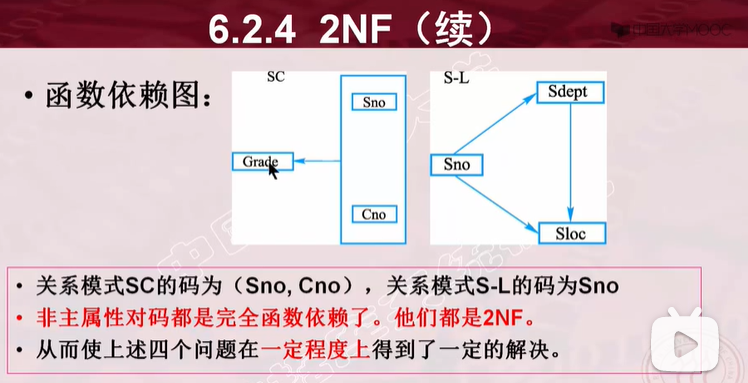 6.2.4 2NF（续）
中国大学MOOC
• 函数依赖图：
SC
Sno
Grade
Cno
S-L
Sdept
Sno
Sloc
• 关系模式SC的码为（Sno, Cno），关系模式S-L的码为Sno
• 非主属性对码都是完全函数依赖了。他们都是2NF。
• 从而使上述四个问题在一定程度上得到了一定的解决。